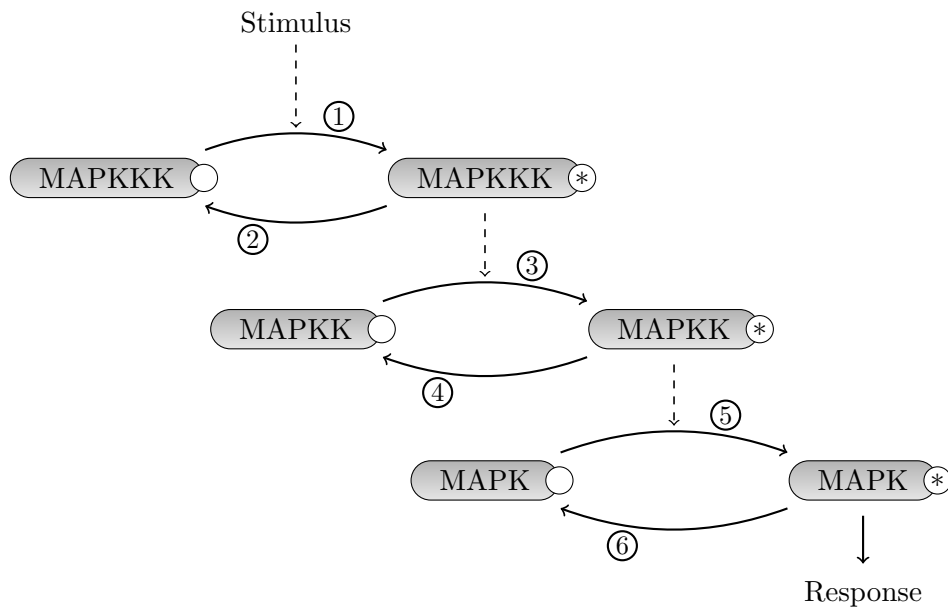 Stimulus
①
MAPKKK MAPKKK *
②
③
MAPKK MAPKK *
④
⑤
MAPK MAPK *
⑥
Response